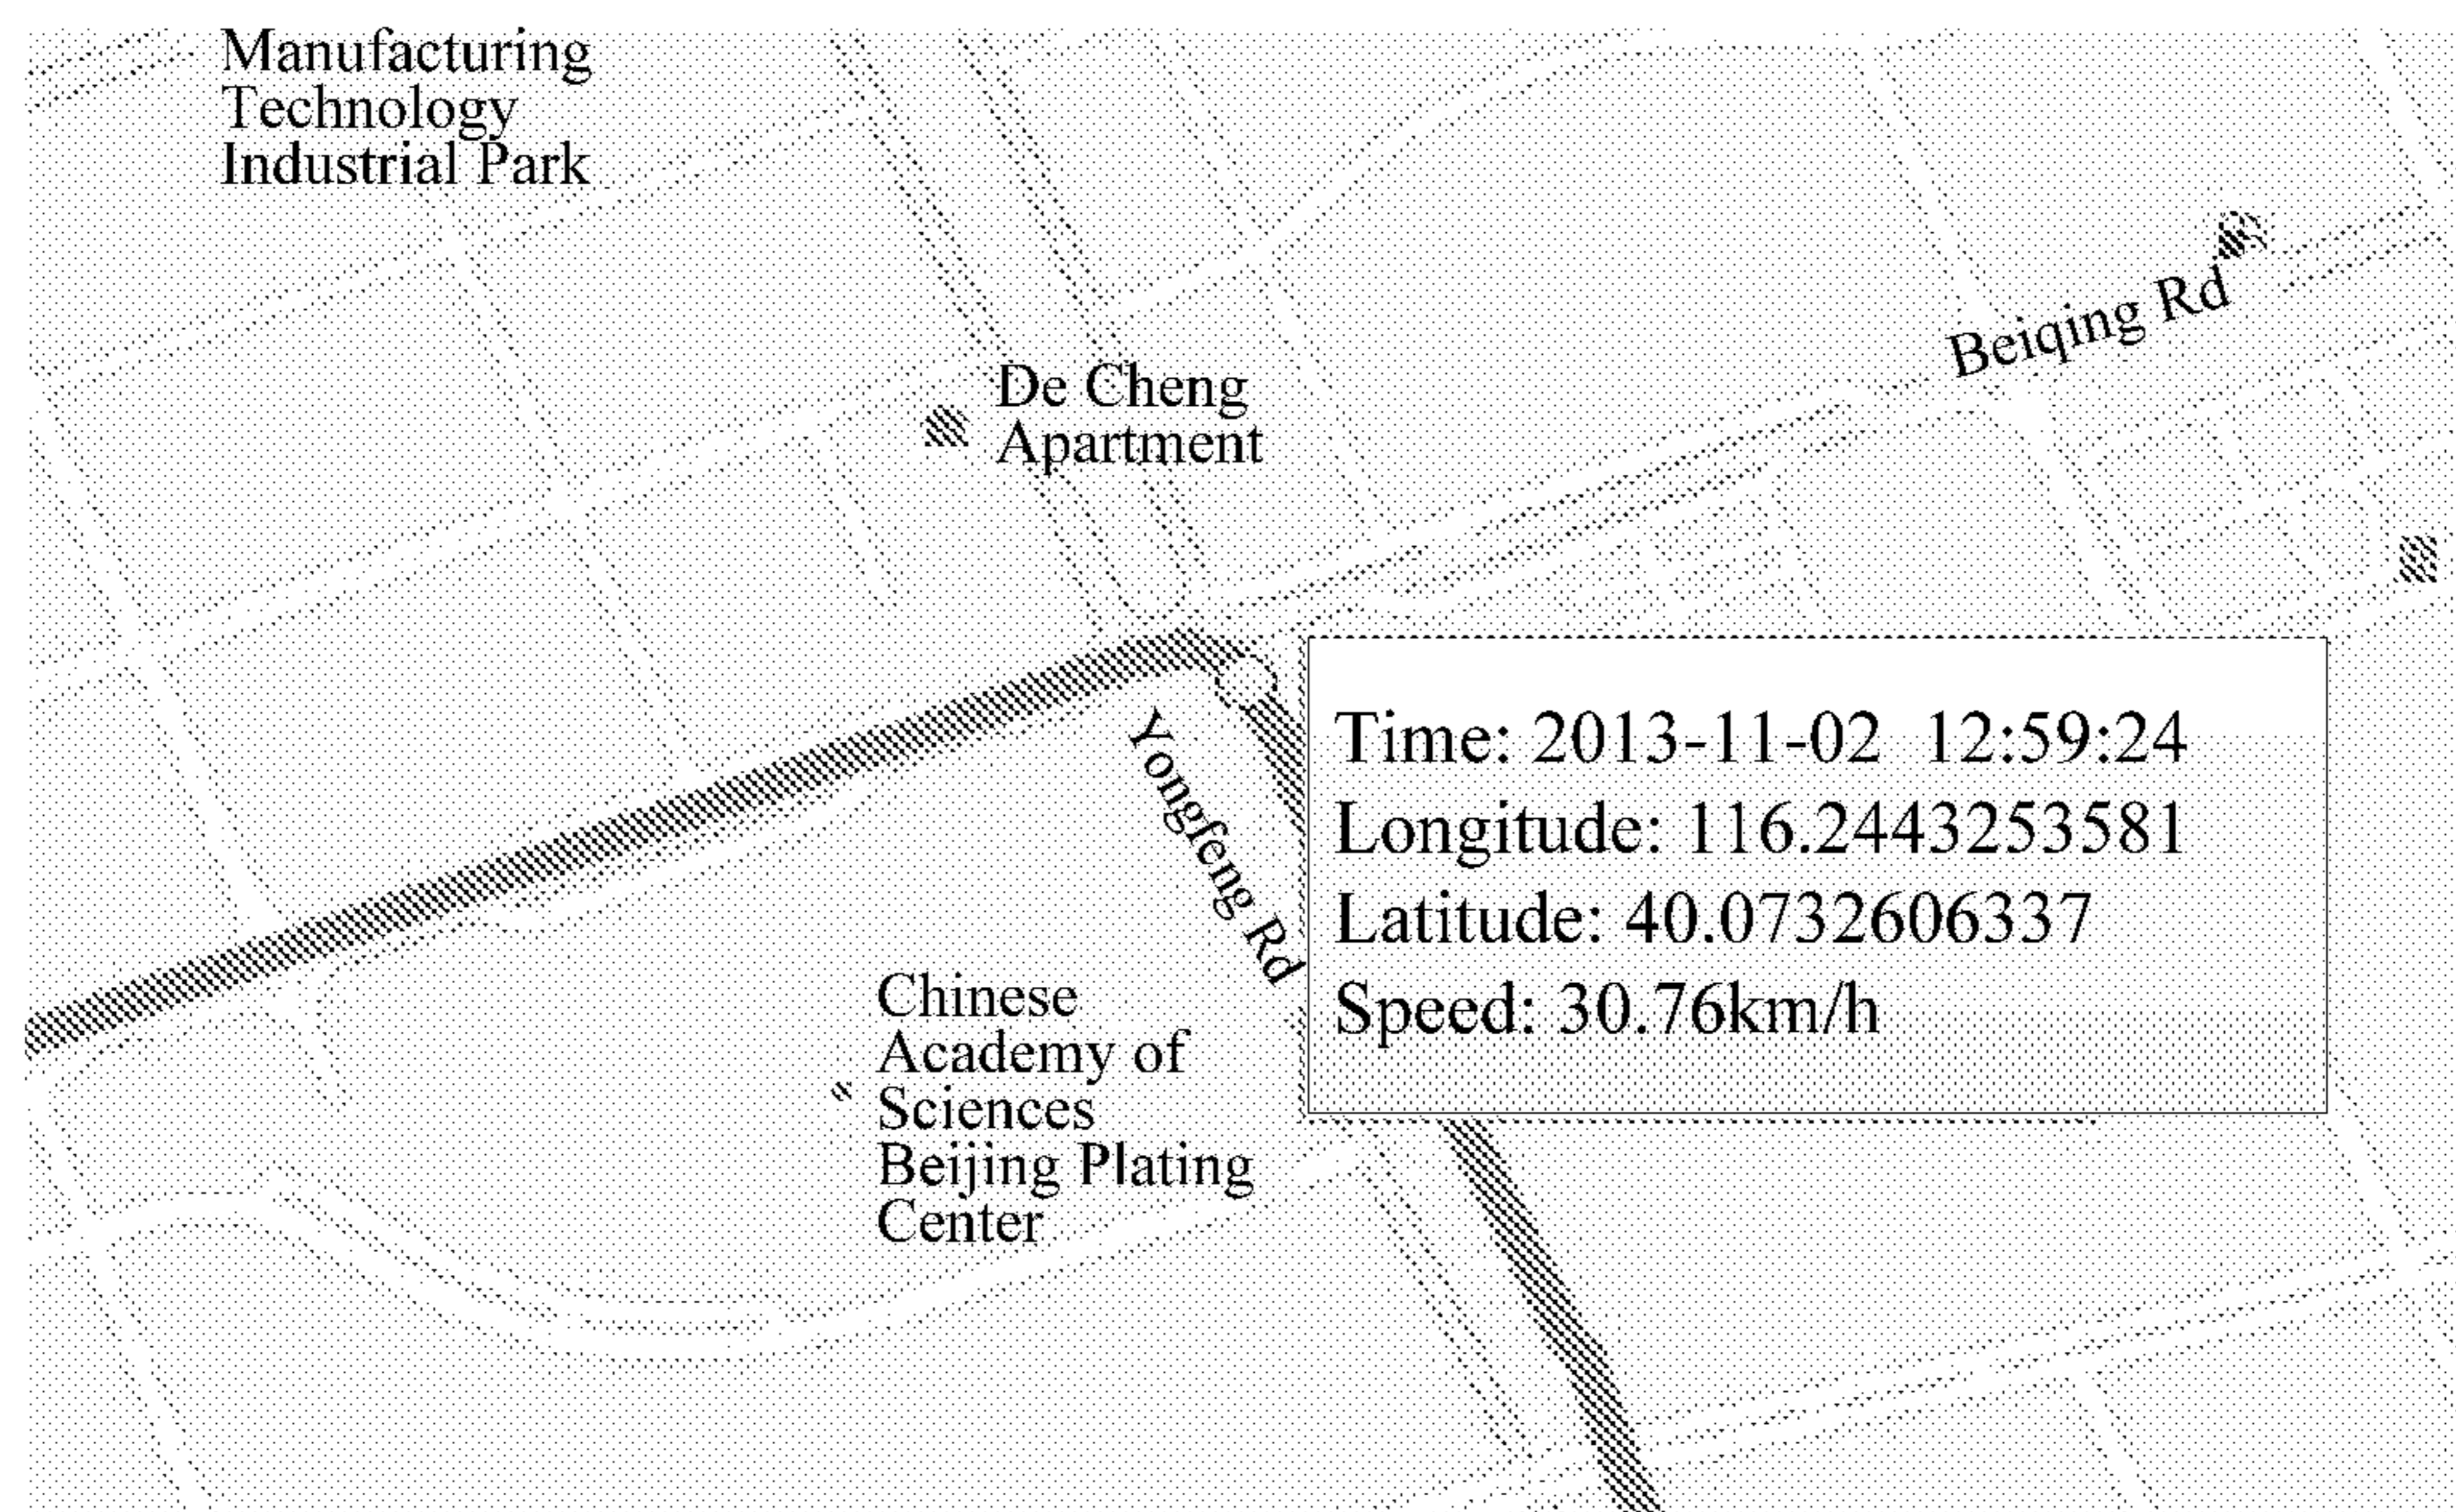 Manufacturing
Technology
Industrial Park
Beiqing Rd
De Cheng
Apartment
Yongfeng Rd
Time: 2013-11-02 12:59:24
Longitude: 116.2443253581
Latitude: 40.0732606337
Speed: 30.76km/h
Chinese
Academy of
Sciences
Beijing Plating
Center